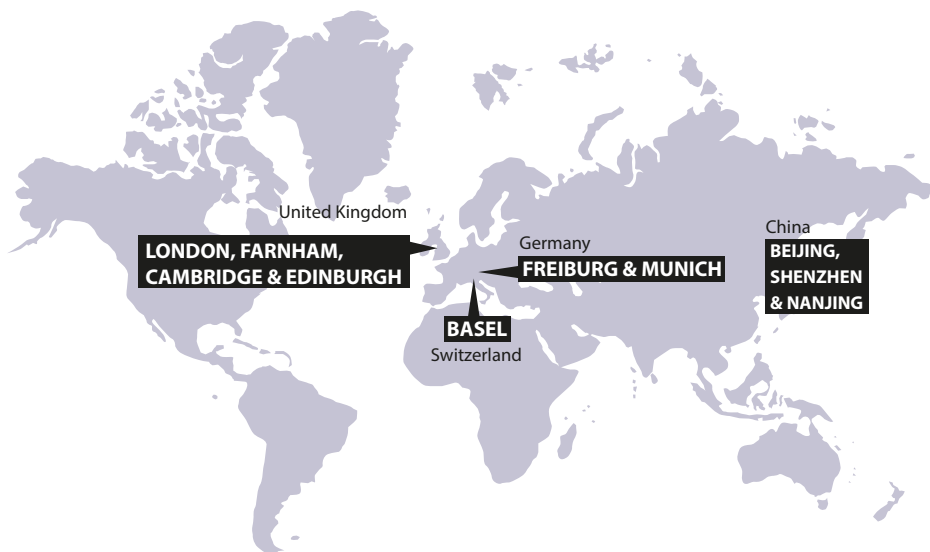 United Kingdom
LONDON, FARNHAM,
CAMBRIDGE & EDINBURGH
Germany
FREIBURG & MUNICH
BASEL
Switzerland
China
BEIJING,
SHENZHEN
& NANJING